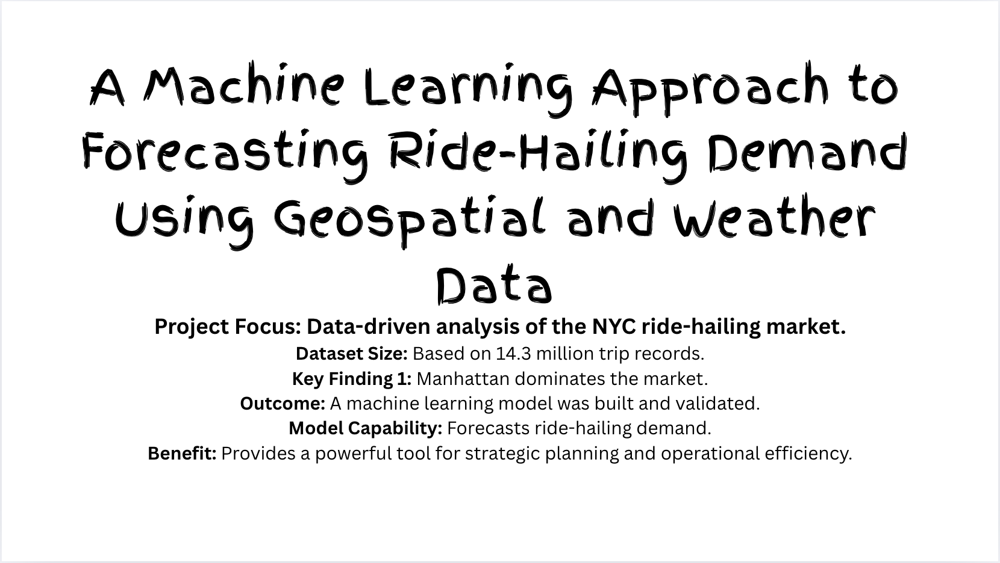 A Machine Learning Approach to
Forecasting Ride-Hailing Demand
Using Geospatial and Weather
Data
Project Focus: Data-driven analysis of the NYC ride-hailing market.
Dataset Size: Based on 14.3 million trip records.
Key Finding 1: Manhattan dominates the market.
Outcome: A machine learning model was built and validated.
Model Capability: Forecasts ride-hailing demand.
Benefit: Provides a powerful tool for strategic planning and operational efficiency.